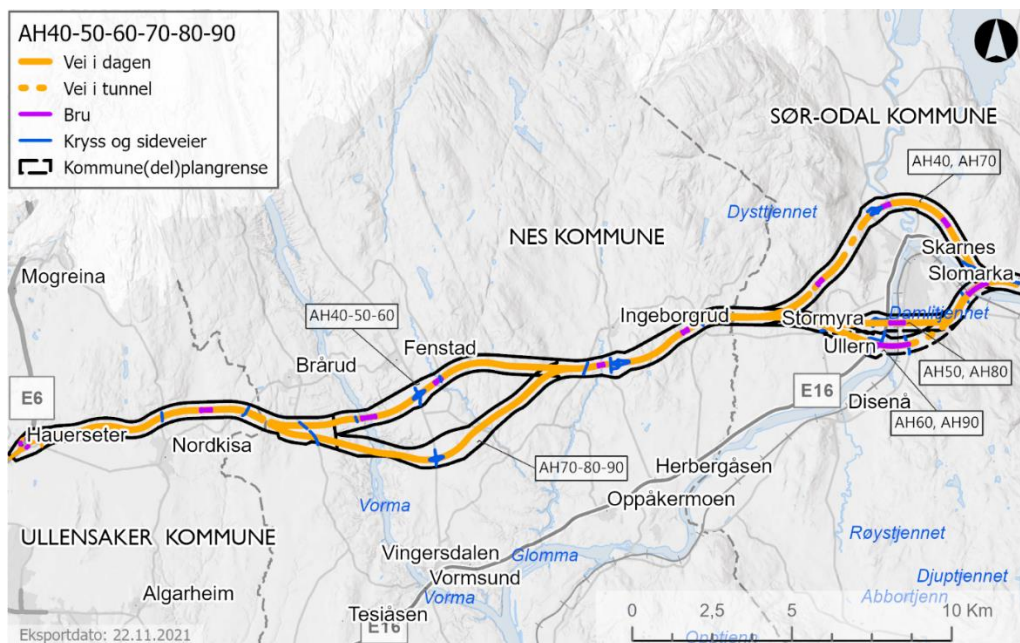 AH40-50-60-70-80-90
Vei i dagen
Vei i tunnel
Bru
Kryss og sideveier
Kommune(del)plangrense
SØR-ODAL KOMMUNE
AH40, AH70
Dysttjennet
NES KOMMUNE
Skarnes
Mogreina
Slomarka
Ingeborgrud
Stormyra
Damlitjennet
AH40-50-60
Fenstad
Ullern
Brårud
AH50, AH80
E6
E16
Disenå
Hauerseter
AH60, AH90
Nordkisa
AH70-80-90
Herbergåsen
Oppåkermoen
Vorma
ULLENSAKER KOMMUNE
Røystjennet
Vingersdalen
Glomma
Vormsund
Djuptjennet
Algarheim
Vorma
Abbortjenn
Tesiåsen
0 2,5 5 10 Km
E16
Eksportdato: 22.11.2021